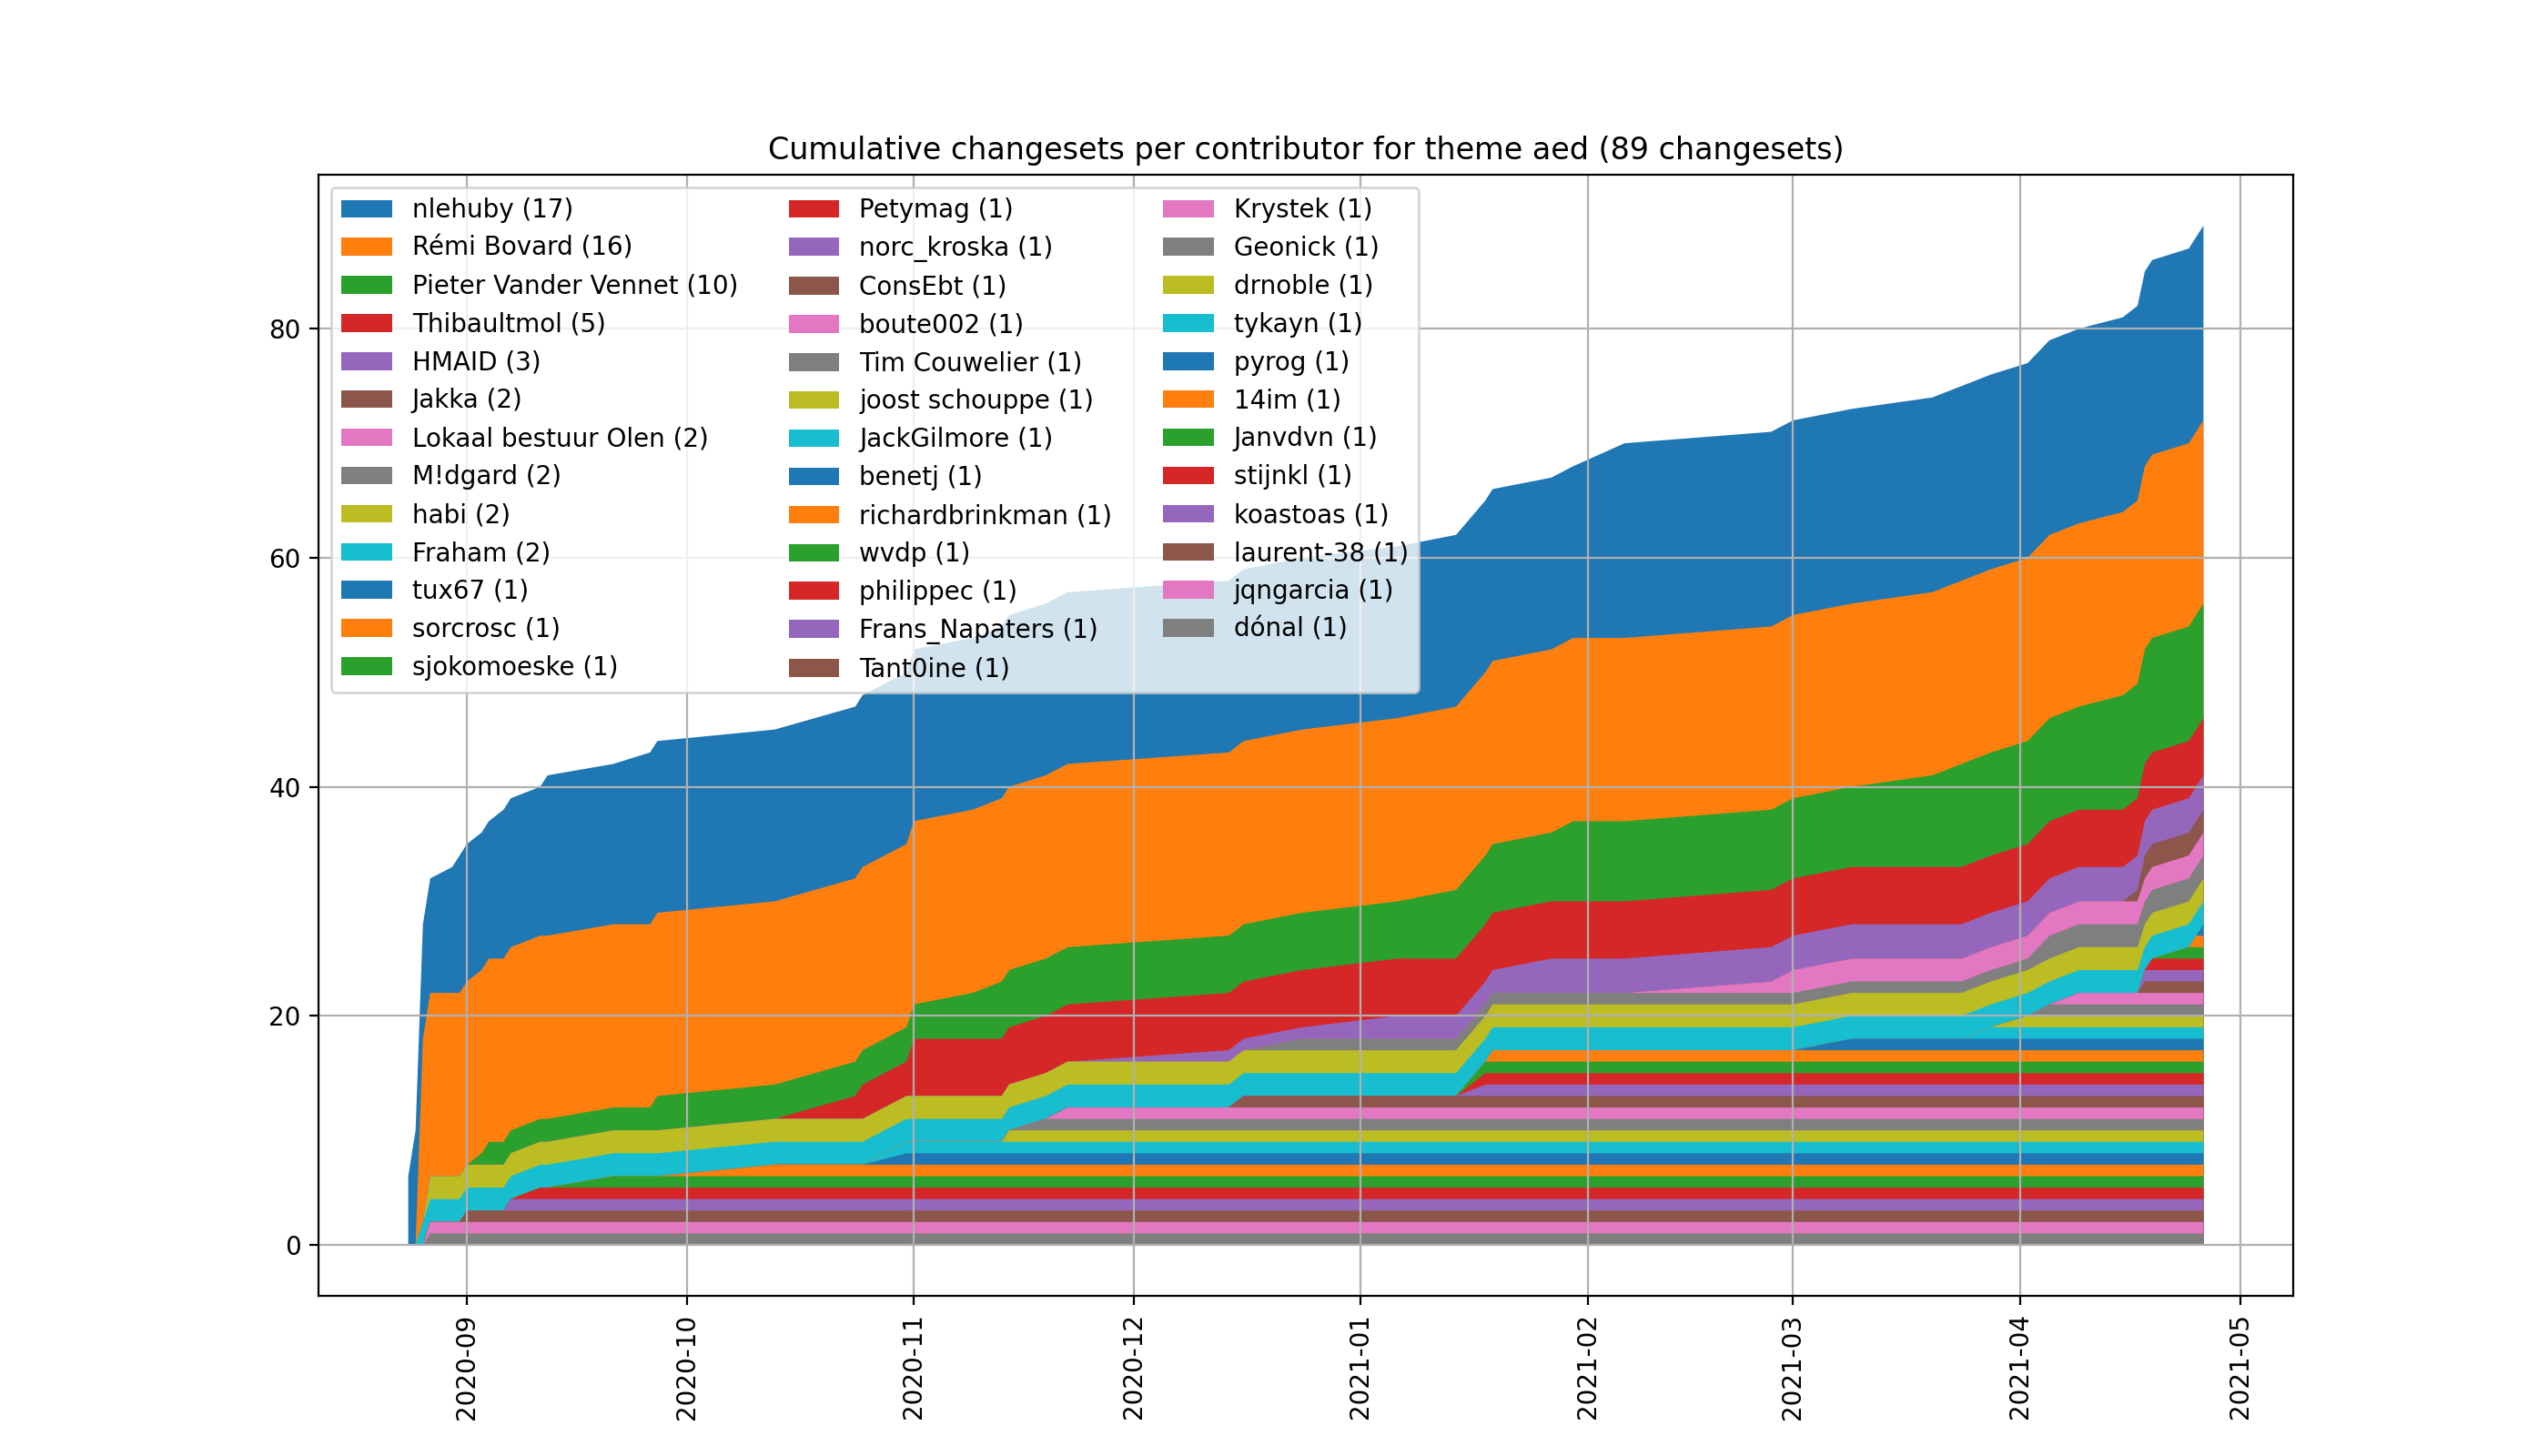 Cumulative changesets per contributor for theme aed (89 changesets)
nlehuby (17)
Rémi Bovard (16)
Pieter Vander Vennet (10)
Thibaultmol (5)
HMAID (3)
Jakka (2)
Lokaal bestuur Olen (2)
M!dgard (2)
habi (2)
Fraham (2)
tux67 (1)
sorcrosc (1)
sjokomoeske (1)
Petymag (1)
norc_kroska (1)
ConsEbt (1)
boute002 (1)
Tim Couwelier (1)
joost schouppe (1)
JackGilmore (1)
benetj (1)
richardbrinkman (1)
wvdp (1)
philippec (1)
Frans_Napaters (1)
Tant0ine (1)
Krystek (1)
Geonick (1)
drnoble (1)
tykayn (1)
pyrog (1)
14im (1)
Janvdvn (1)
stijnkl (1)
koastoas (1)
laurent-38 (1)
jqngarcia (1)
dónal (1)
80
60
40
20
0
2020-09
2020-10
2020-11
2020-12
2021-01
2021-02
2021-03
2021-04
2021-05